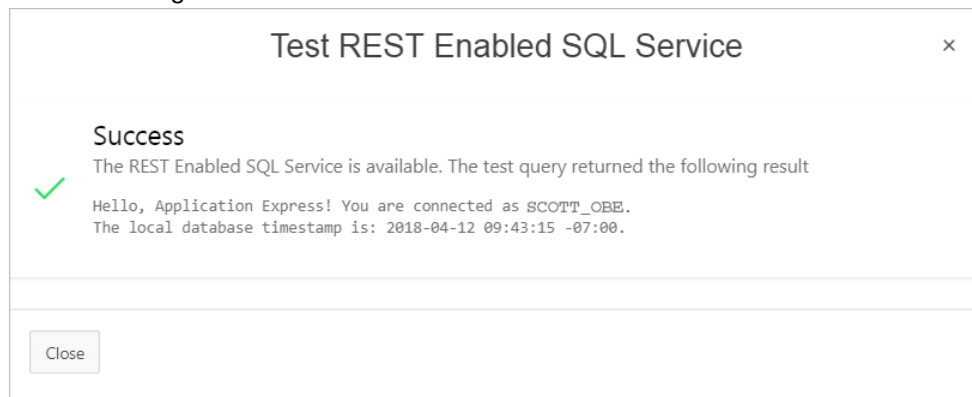 Test REST Enabled SQL Service
×
Success
The REST Enabled SQL Service is available. The test query returned the following result
Hello, Application Express! You are connected as SCOTT_OBE.
The local database timestamp is: 2018-04-12 09:43:15 -07:00.
Close